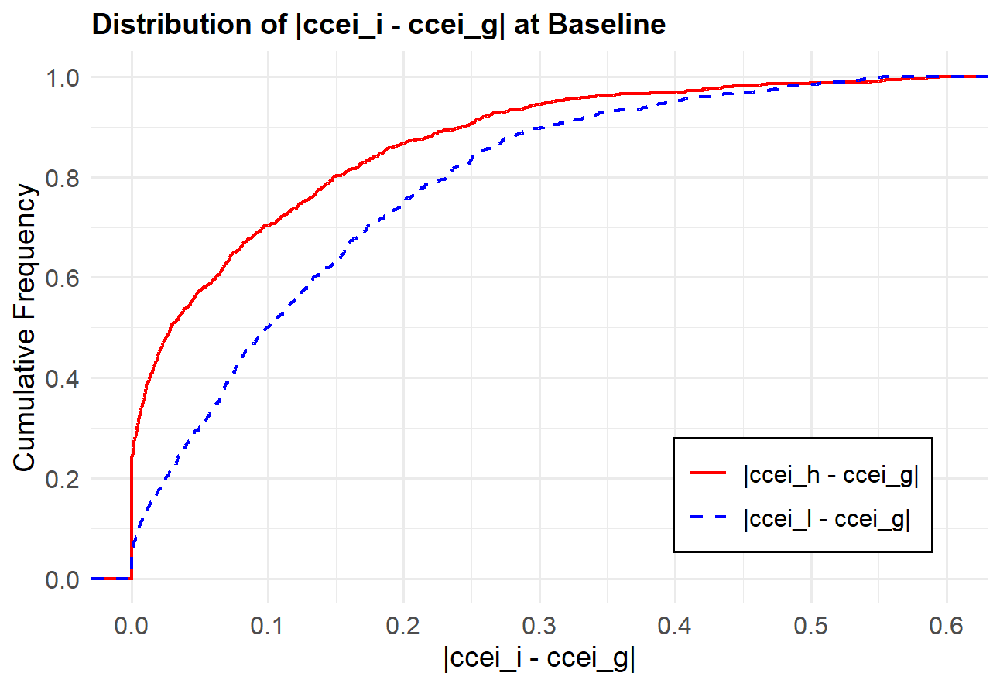 Distribution of |ccei_i - ccei_g| at Baseline
Cumulative Frequency
1.0
0.8
0.6
0.4
0.2
0.0
|ccei_h - ccei_g|
|ccei_l - ccei_g|
0.0 0.1 0.2 0.3 0.4 0.5 0.6
|ccei_i - ccei_g|